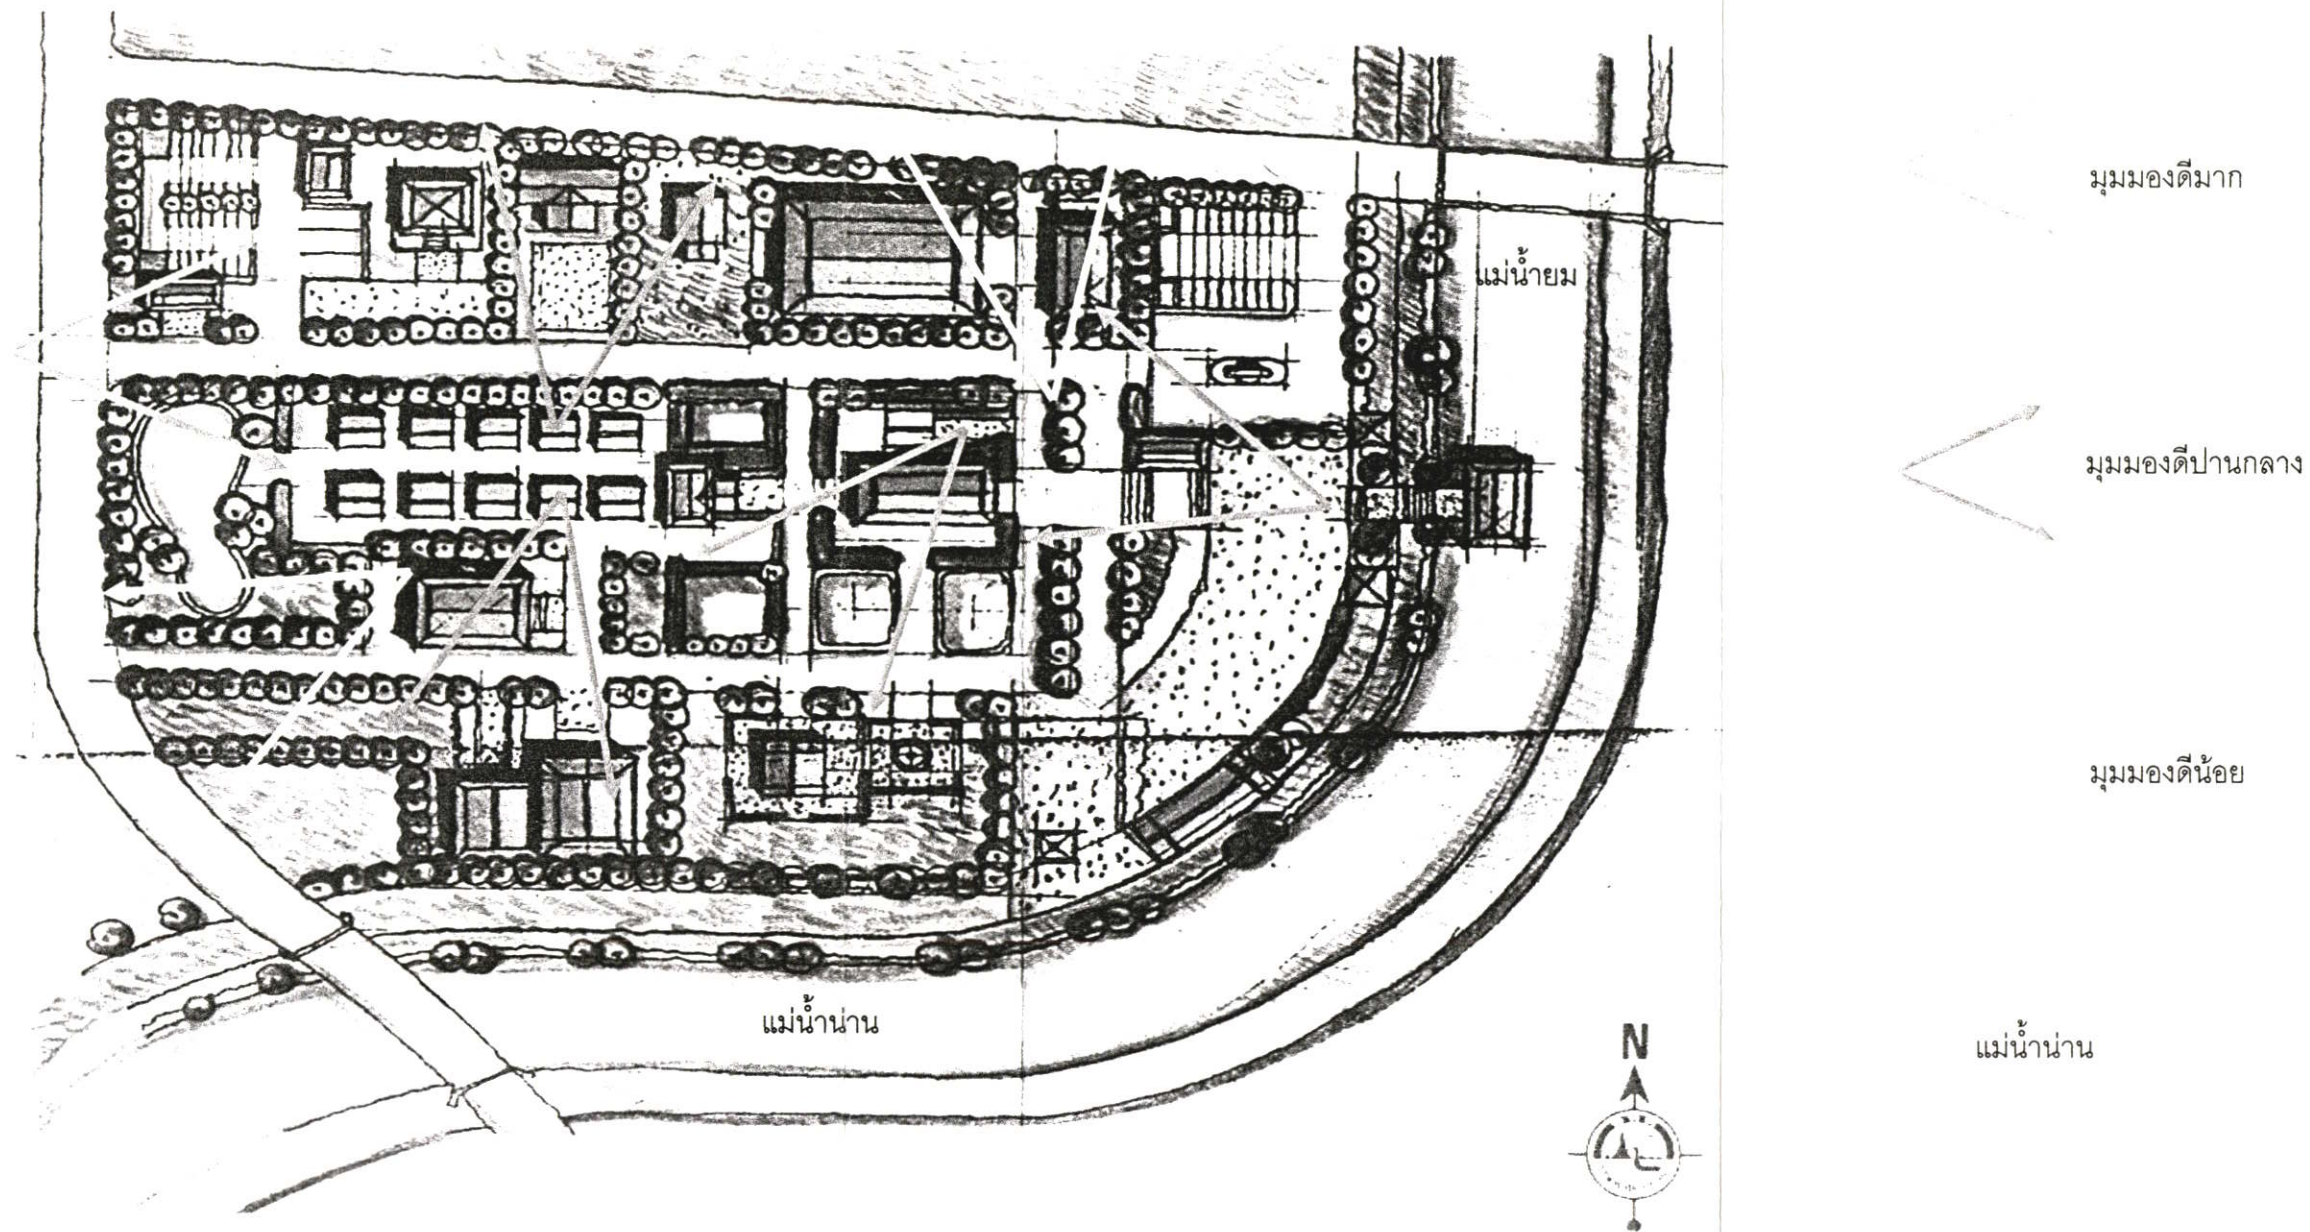 มุมมองดีมาก
แม่น้ำยม
มุมมองดีปานกลาง
มุมมองดีน้อย
แม่น้ำน่าน
N
แม่น้ำน่าน